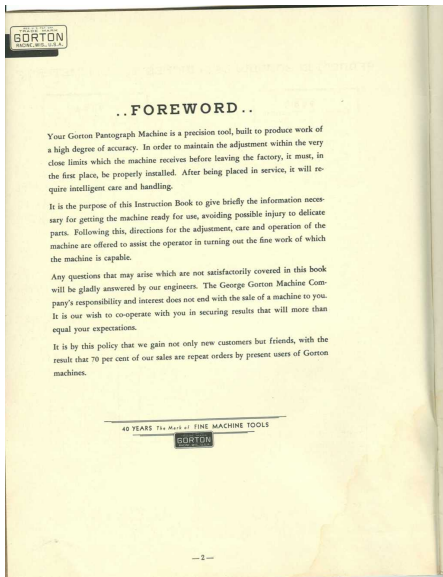 TRADE MARK
GORTON
RACINE, WIS., U.S.A.
..FOREWORD..
Your Gorton Pantograph Machine is a precision tool, built to produce work of
a high degree of accuracy. In order to maintain the adjustment within the very
close limits which the machine receives before leaving the factory, it must, in
the first place, be properly installed. After being placed in service, it will re-
quire intelligent care and handling.
It is the purpose of this Instruction Book to give briefly the information neces-
sary for getting the machine ready for use, avoiding possible injury to delicate
parts. Following this, directions for the adjustment, care and operation of the
machine are offered to assist the operator in turning out the fine work of which
the machine is capable.
Any questions that may arise which are not satisfactorily covered in this book
will be gladly answered by our engineers. The George Gorton Machine Com-
pany's responsibility and interest does not end with the sale of a machine to you.
It is our wish to co-operate with you in securing results that will more than
equal your expectations.
It is by this policy that we gain not only new customers but friends, with the
result that 70 per cent of our sales are repeat orders by present users of Gorton
machines.
40 YEARS The Mark of FINE MACHINE TOOLS
GORTON
—2—